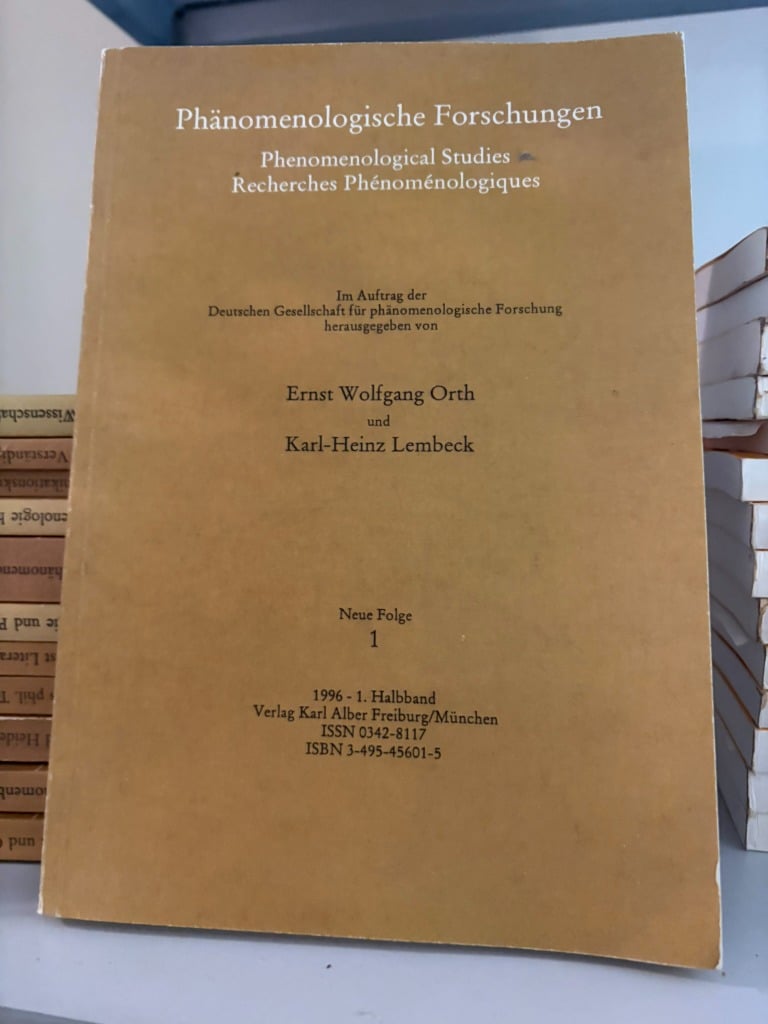 Phänomenologische Forschungen
Phenomenological Studies
Recherches Phénoménologiques
Im Auftrag der
Deutschen Gesellschaft für phänomenologische Forschung
herausgegeben von
Ernst Wolfgang Orth
und
Karl-Heinz Lembeck
Neue Folge
1
1996 - 1. Halbband
Verlag Karl Alber Freiburg/München
ISSN 0342-8117
ISBN 3-495-45601-5